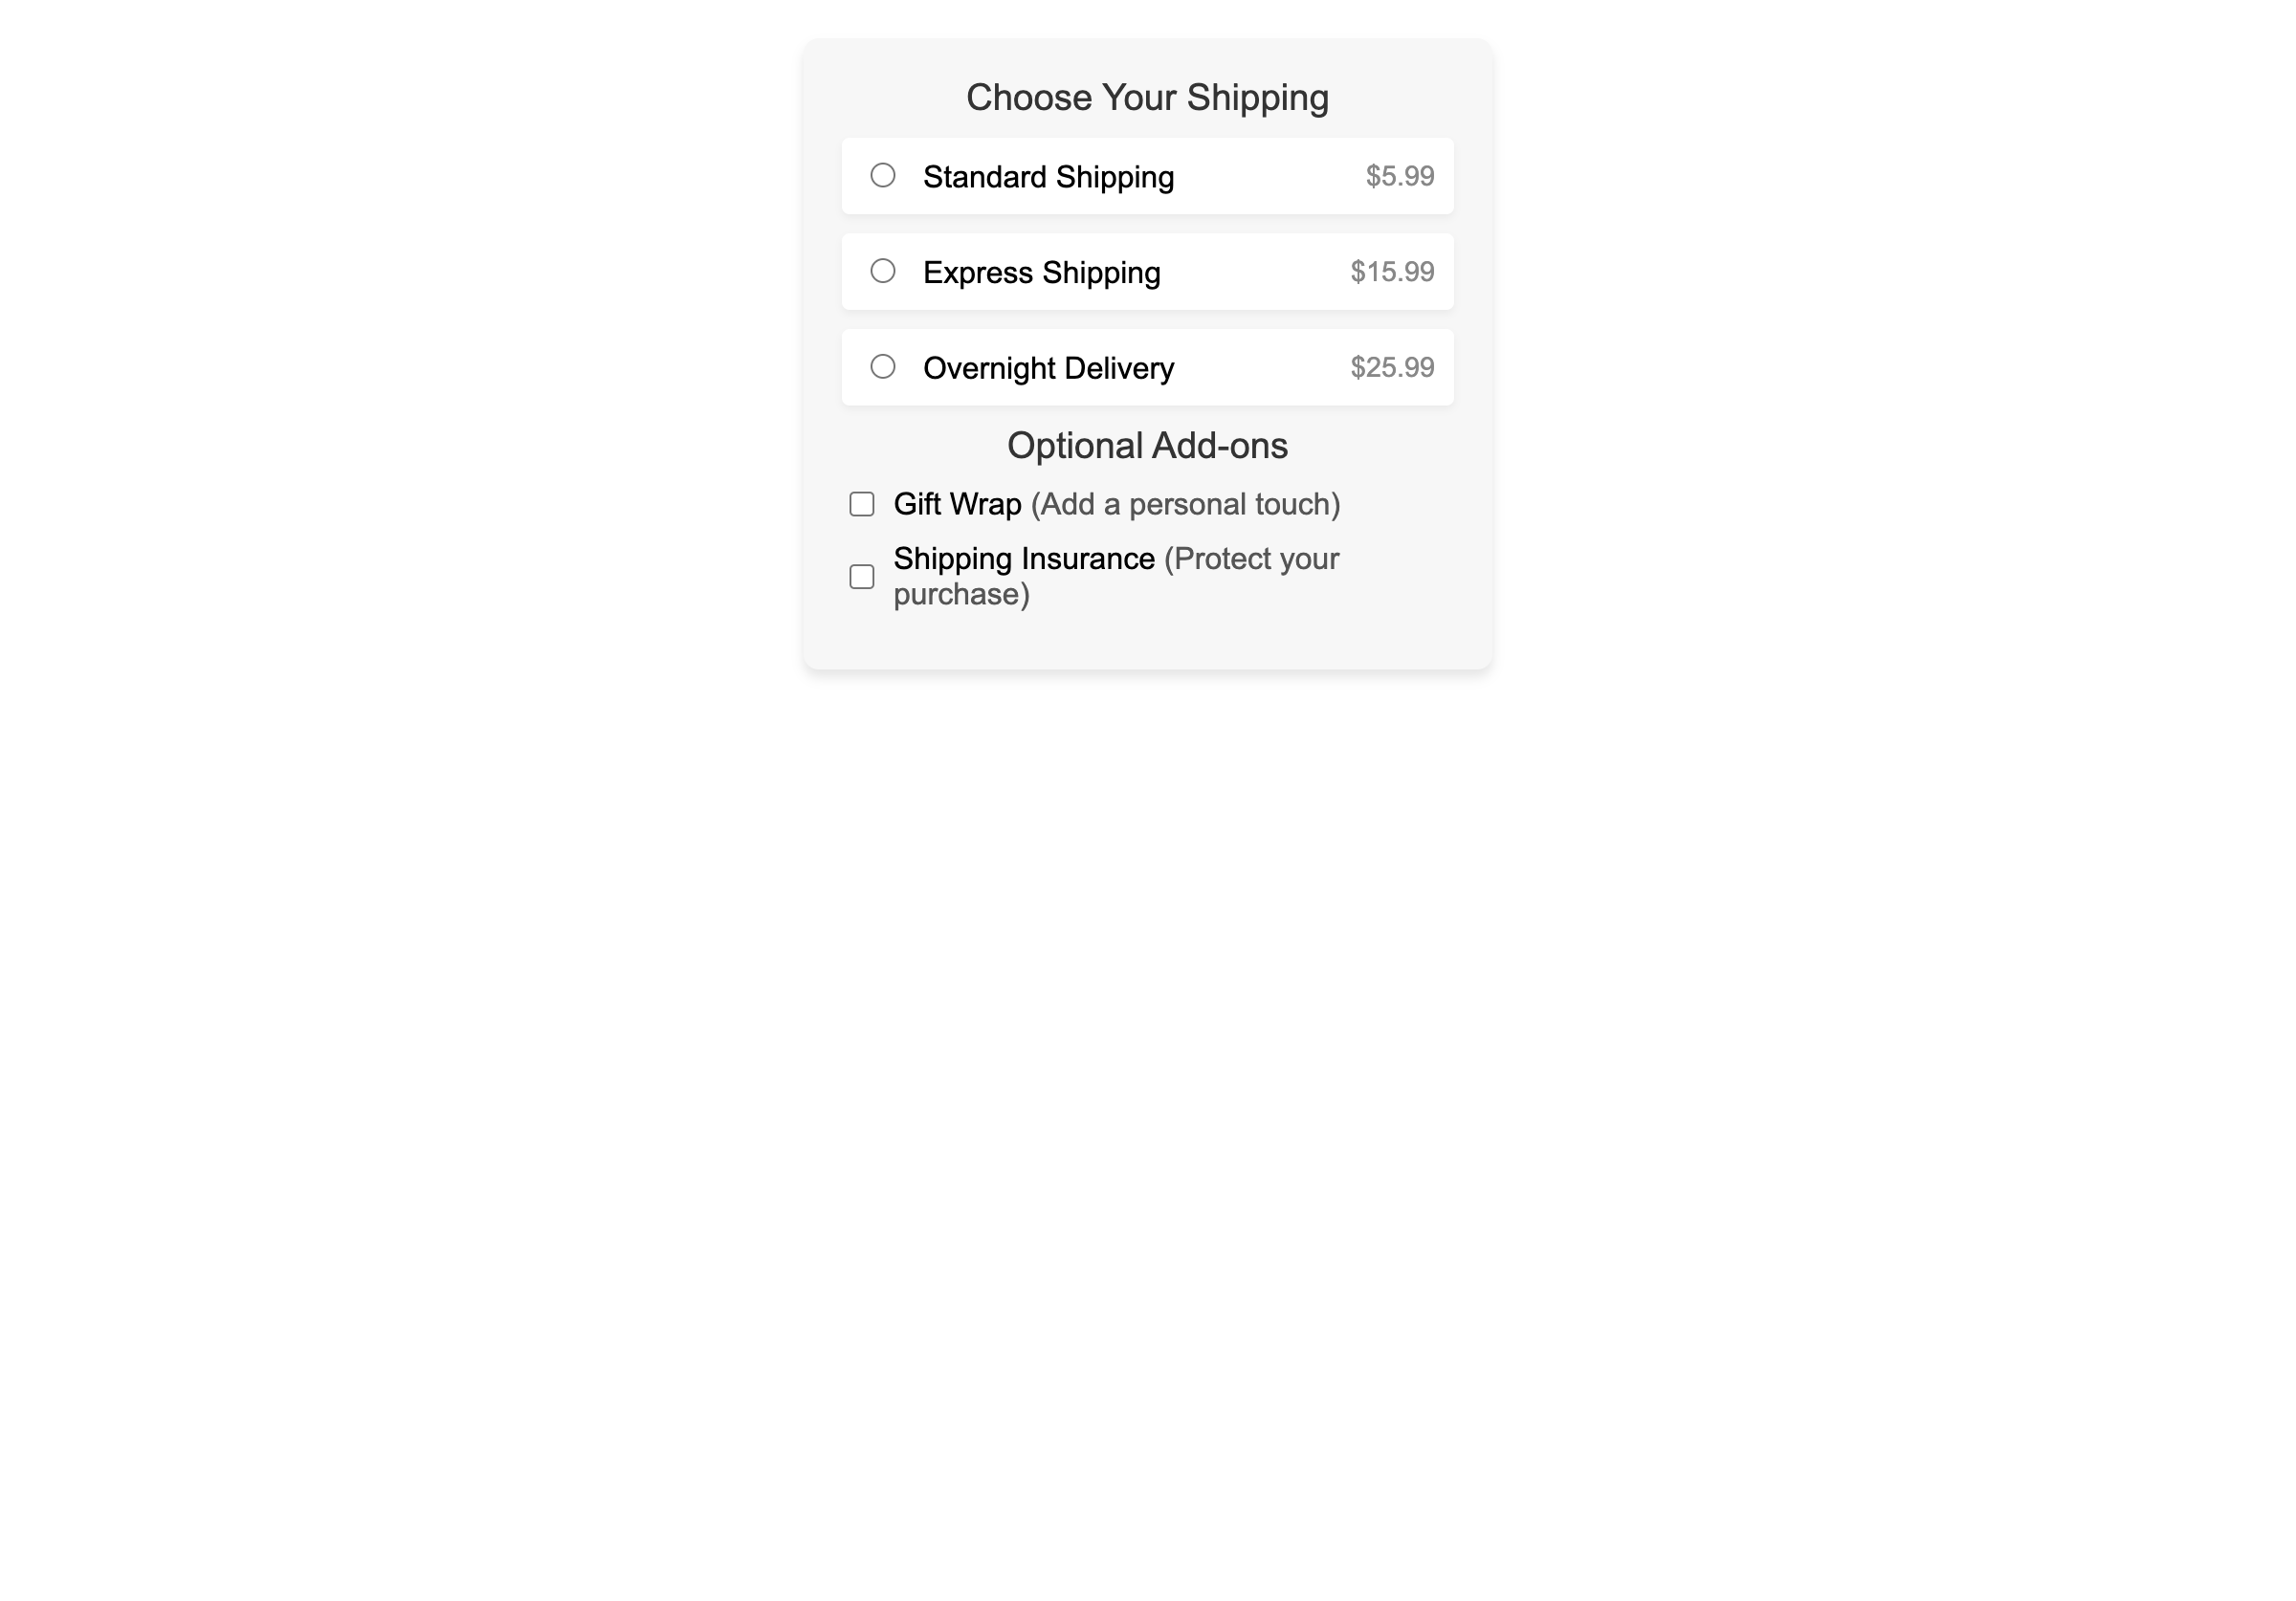 Choose Your Shipping
Standard Shipping $5.99
Express Shipping $15.99
Overnight Delivery $25.99
Optional Add-ons
Gift Wrap (Add a personal touch)
Shipping Insurance (Protect your
purchase)